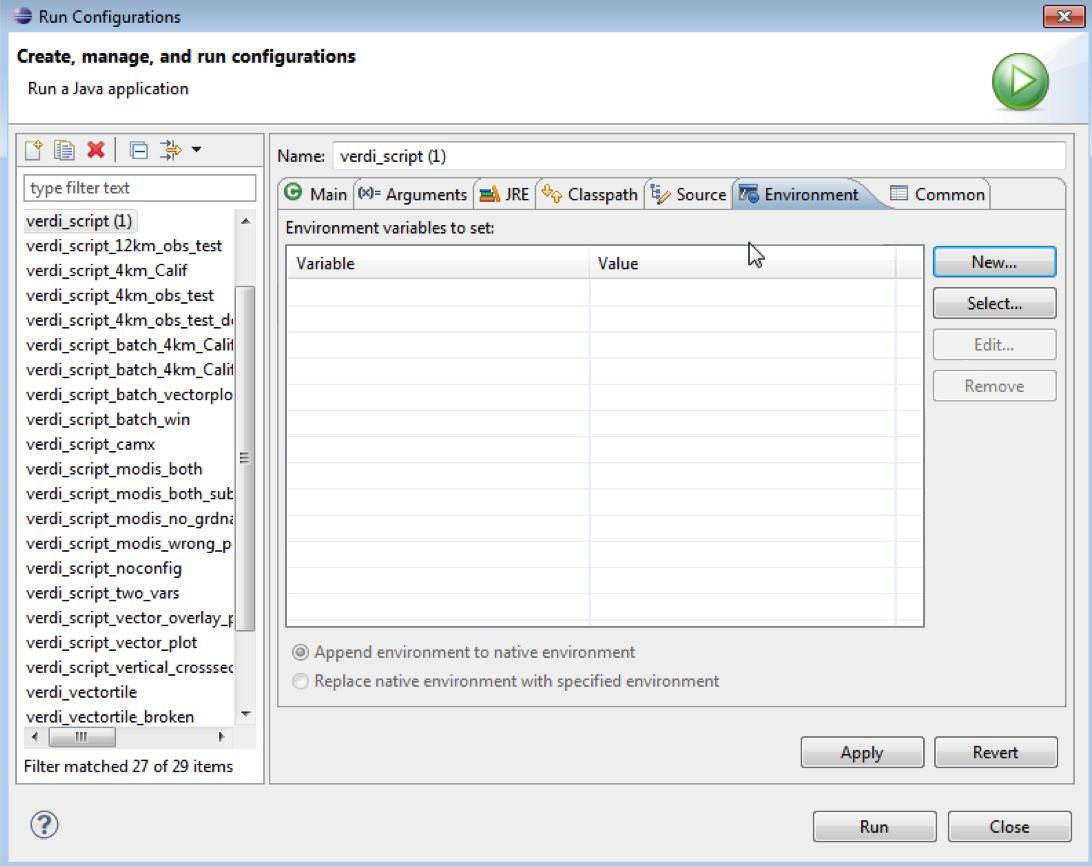 Run Configurations
Create, manage, and run configurations
Run a Java application
type filter text
verdi_script (1)
verdi_script_12km_obs_test
verdi_script_4km_Calif
verdi_script_4km_obs_test
verdi_script_4km_obs_test_d
verdi_script_batch_4km_Calif
verdi_script_batch_4km_Calif
verdi_script_batch_vectorplo
verdi_script_batch_win
verdi_script_camx
verdi_script_modis_both
verdi_script_modis_both_sub
verdi_script_modis_no_grdna
verdi_script_modis_wrong_p
verdi_script_noconfig
verdi_script_two_vars
verdi_script_vector_overlay_p
verdi_script_vector_plot
verdi_script_vertical_crosssec
verdi_vectortile
verdi_vectortile_broken
Filter matched 27 of 29 items
Name: verdi_script (1)
Main (x)= Arguments JRE Classpath Source Environment Common
Environment variables to set:
Variable Value
New...
Select...
Edit...
Remove
Append environment to native environment
Replace native environment with specified environment
Apply Revert
? Run Close